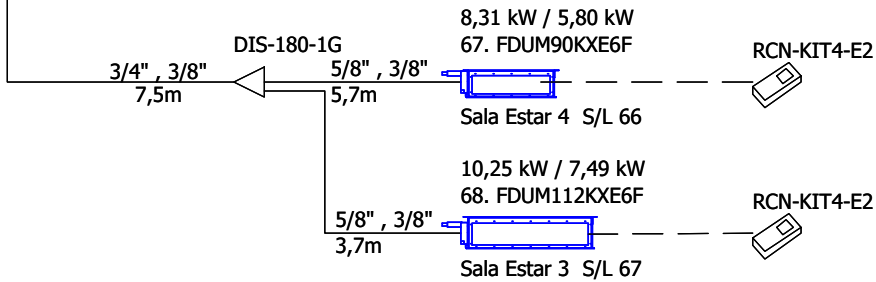 8,31 kW / 5,80 kW
67. FDUM90KXE6F
DIS-180-1G
RCN-KIT4-E2
3/4" , 3/8"
7,5m
5/8" , 3/8"
5,7m
Sala Estar 4 S/L 66
10,25 kW / 7,49 kW
68. FDUM112KXE6F
RCN-KIT4-E2
5/8" , 3/8"
3,7m
Sala Estar 3 S/L 67